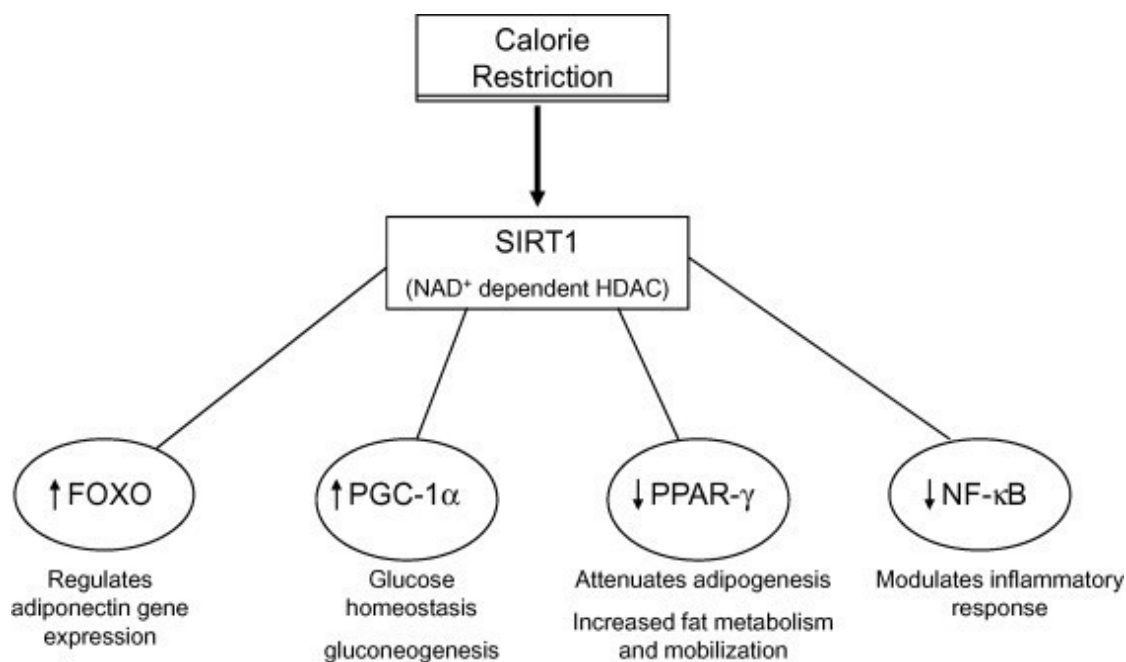 Calorie
Restriction
SIRT1
(NAD⁺ dependent HDAC)
↑FOXO
↑PGC-1α
↓PPAR-γ
↓NF-κB
Regulates
adiponectin gene
expression
Glucose
homeostasis
gluconeogenesis
Attenuates adipogenesis
Increased fat metabolism
and mobilization
Modulates inflammatory
response